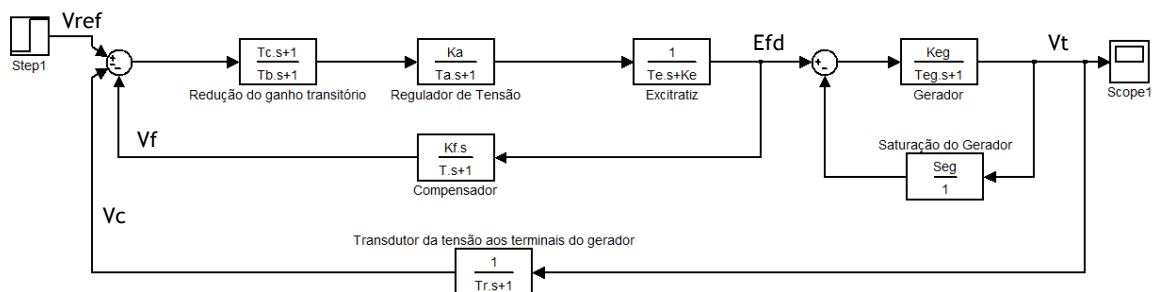 Vref
Step1
Tc.s+1
Tb.s+1
Redução do ganho transitório
Ka
Ta.s+1
Regulador de Tensão
1
Te.s+Ke
Excitratiz
Efd
Keg
Teg.s+1
Gerador
Vt
Scope1
Vf
Kf.s
T.s+1
Compensador
Saturação do Gerador
Seg
1
Vc
Transdutor da tensão aos terminais do gerador
1
Tr.s+1